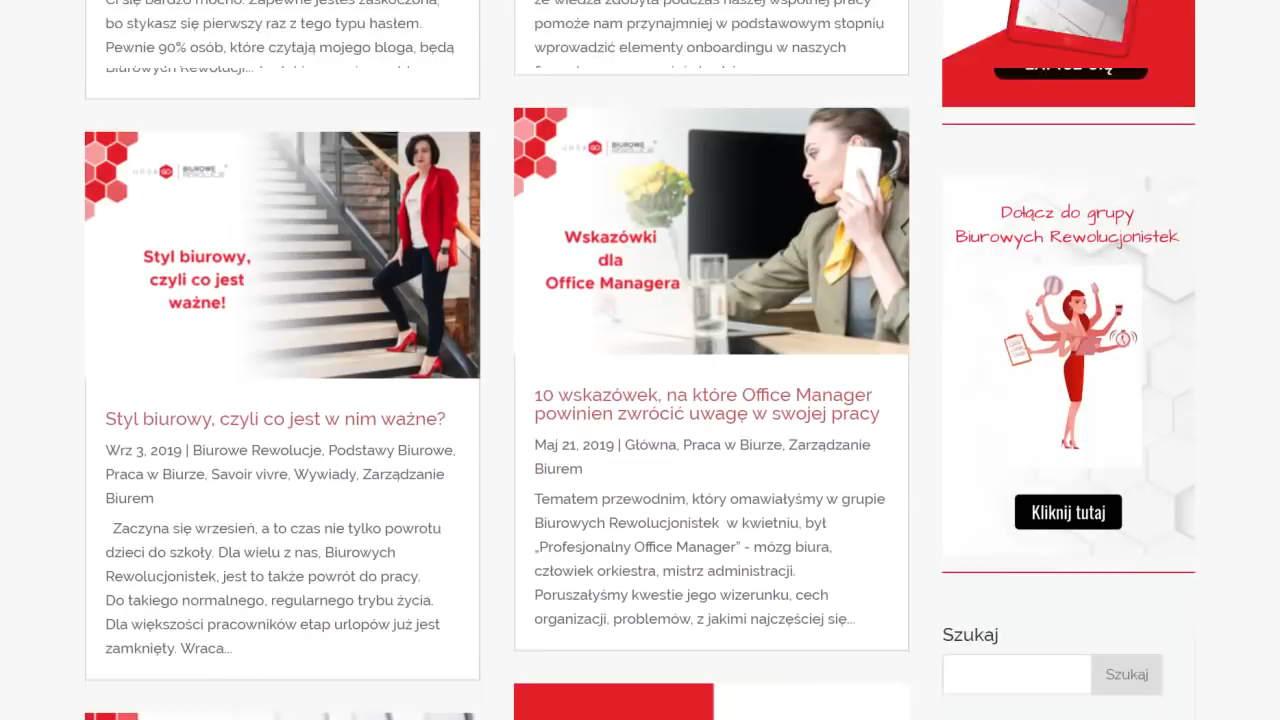 bo stykasz się pierwszy raz z tego typu hasłem.
Pewnie 90% osób, które czytają mojego bloga, będą
BIUROWE
REWOLUCJE
Styl biurowy,
czyli co jest
ważne!
Styl biurowy, czyli co jest w nim ważne?
Wrz 3, 2019 | Biurowe Rewolucje, Podstawy Biurowe,
Praca w Biurze, Savoir vivre, Wywiady, Zarządzanie
Biurem
Zaczyna się wrzesień, a to czas nie tylko powrotu
dzieci do szkoły. Dla wielu z nas, Biurowych
Rewolucjonistek, jest to także powrót do pracy.
Do takiego normalnego, regularnego trybu życia.
Dla większości pracowników etap urlopów już jest
zamknięty. Wraca...
pomoże nam przynajmniej w podstawowym stopniu
wprowadzić elementy onboardingu w naszych
BIUROWE
REWOLUCJE
Wskazówki
dla
Office Managera
10 wskazówek, na które Office Manager
powinien zwrócić uwagę w swojej pracy
Maj 21, 2019 | Główna, Praca w Biurze, Zarządzanie
Biurem
Tematem przewodnim, który omawiałyśmy w grupie
Biurowych Rewolucjonistek w kwietniu, był
„Profesjonalny Office Manager” - mózg biura,
człowiek orkiestra, mistrz administracji.
Poruszałyśmy kwestie jego wizerunku, cech
organizacji, problemów, z jakimi najczęściej się...
Dołącz do grupy
Biurowych Rewolucjonistek
Kliknij tutaj
Szukaj
Szukaj